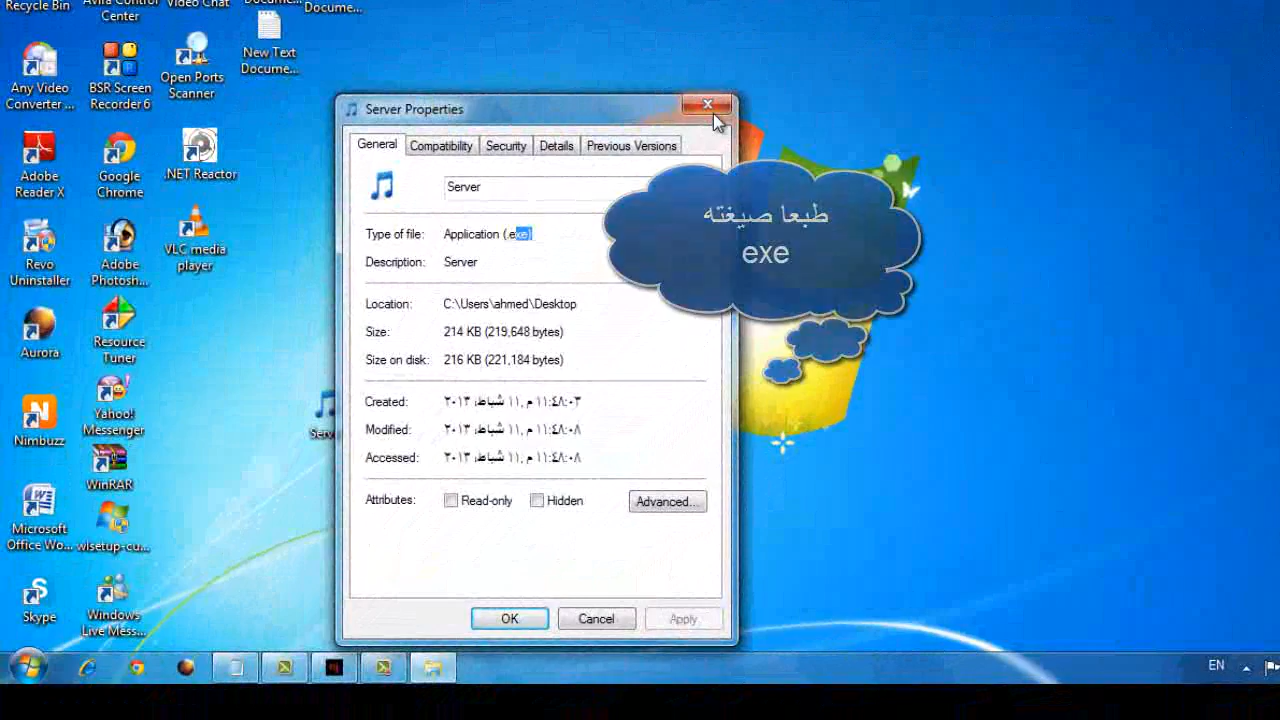 Recycle Bin
Avira Control
Center
Video Chat
Docume...
Docume...
Any Video
Converter ...
BSR Screen
Recorder 6
Open Ports
Scanner
New Text
Docume...
Adobe
Reader X
Google
Chrome
.NET Reactor
Revo
Uninstaller
Adobe
Photosh...
VLC media
player
Aurora
Resource
Tuner
Nimbuzz
Yahoo!
Messenger
WinRAR
Microsoft
Office Wo...
wlsetup-cu...
Skype
Windows
Live Mess...
Server Properties
General
Compatibility
Security
Details
Previous Versions
Server
Type of file:
Application (.exe)
Description:
Server
Location:
C:\Users\ahmed\Desktop
Size:
214 KB (219,648 bytes)
Size on disk:
216 KB (221,184 bytes)
Created:
١١ شباط، ٢٠١٣, ١١:٤٨:٠٣ م
Modified:
١١ شباط، ٢٠١٣, ١١:٤٨:٠٨ م
Accessed:
١١ شباط، ٢٠١٣, ١١:٤٨:٠٨ م
Attributes:
Read-only
Hidden
Advanced...
OK
Cancel
Apply
طبعا صيغته
exe
EN